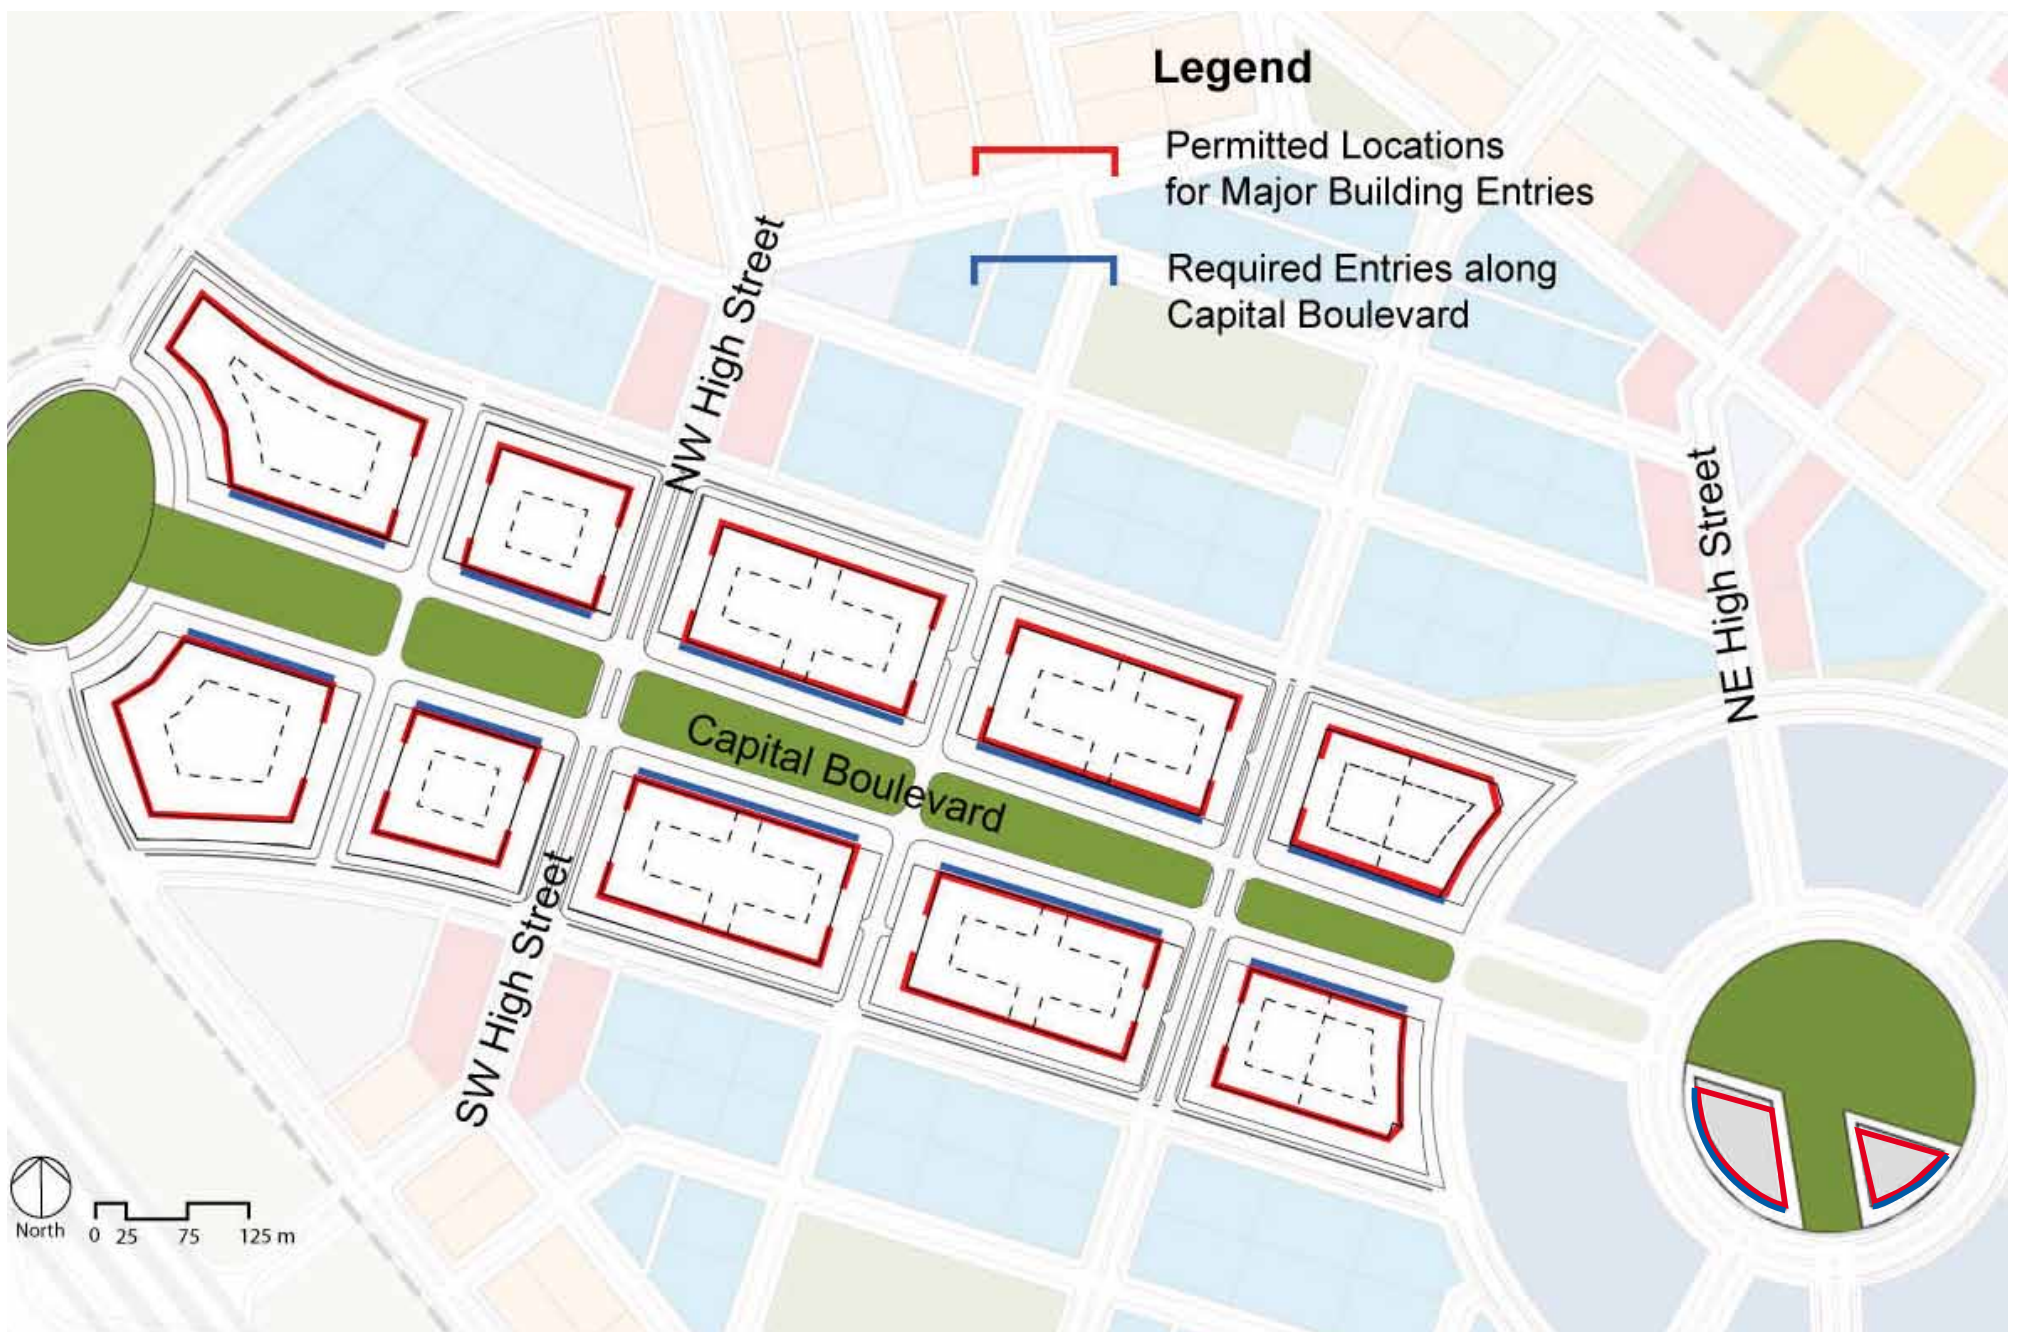 Legend
Permitted Locations
for Major Building Entries
Required Entries along
Capital Boulevard
NW High Street
NE High Street
Capital Boulevard
SW High Street
North
0 25 75 125 m